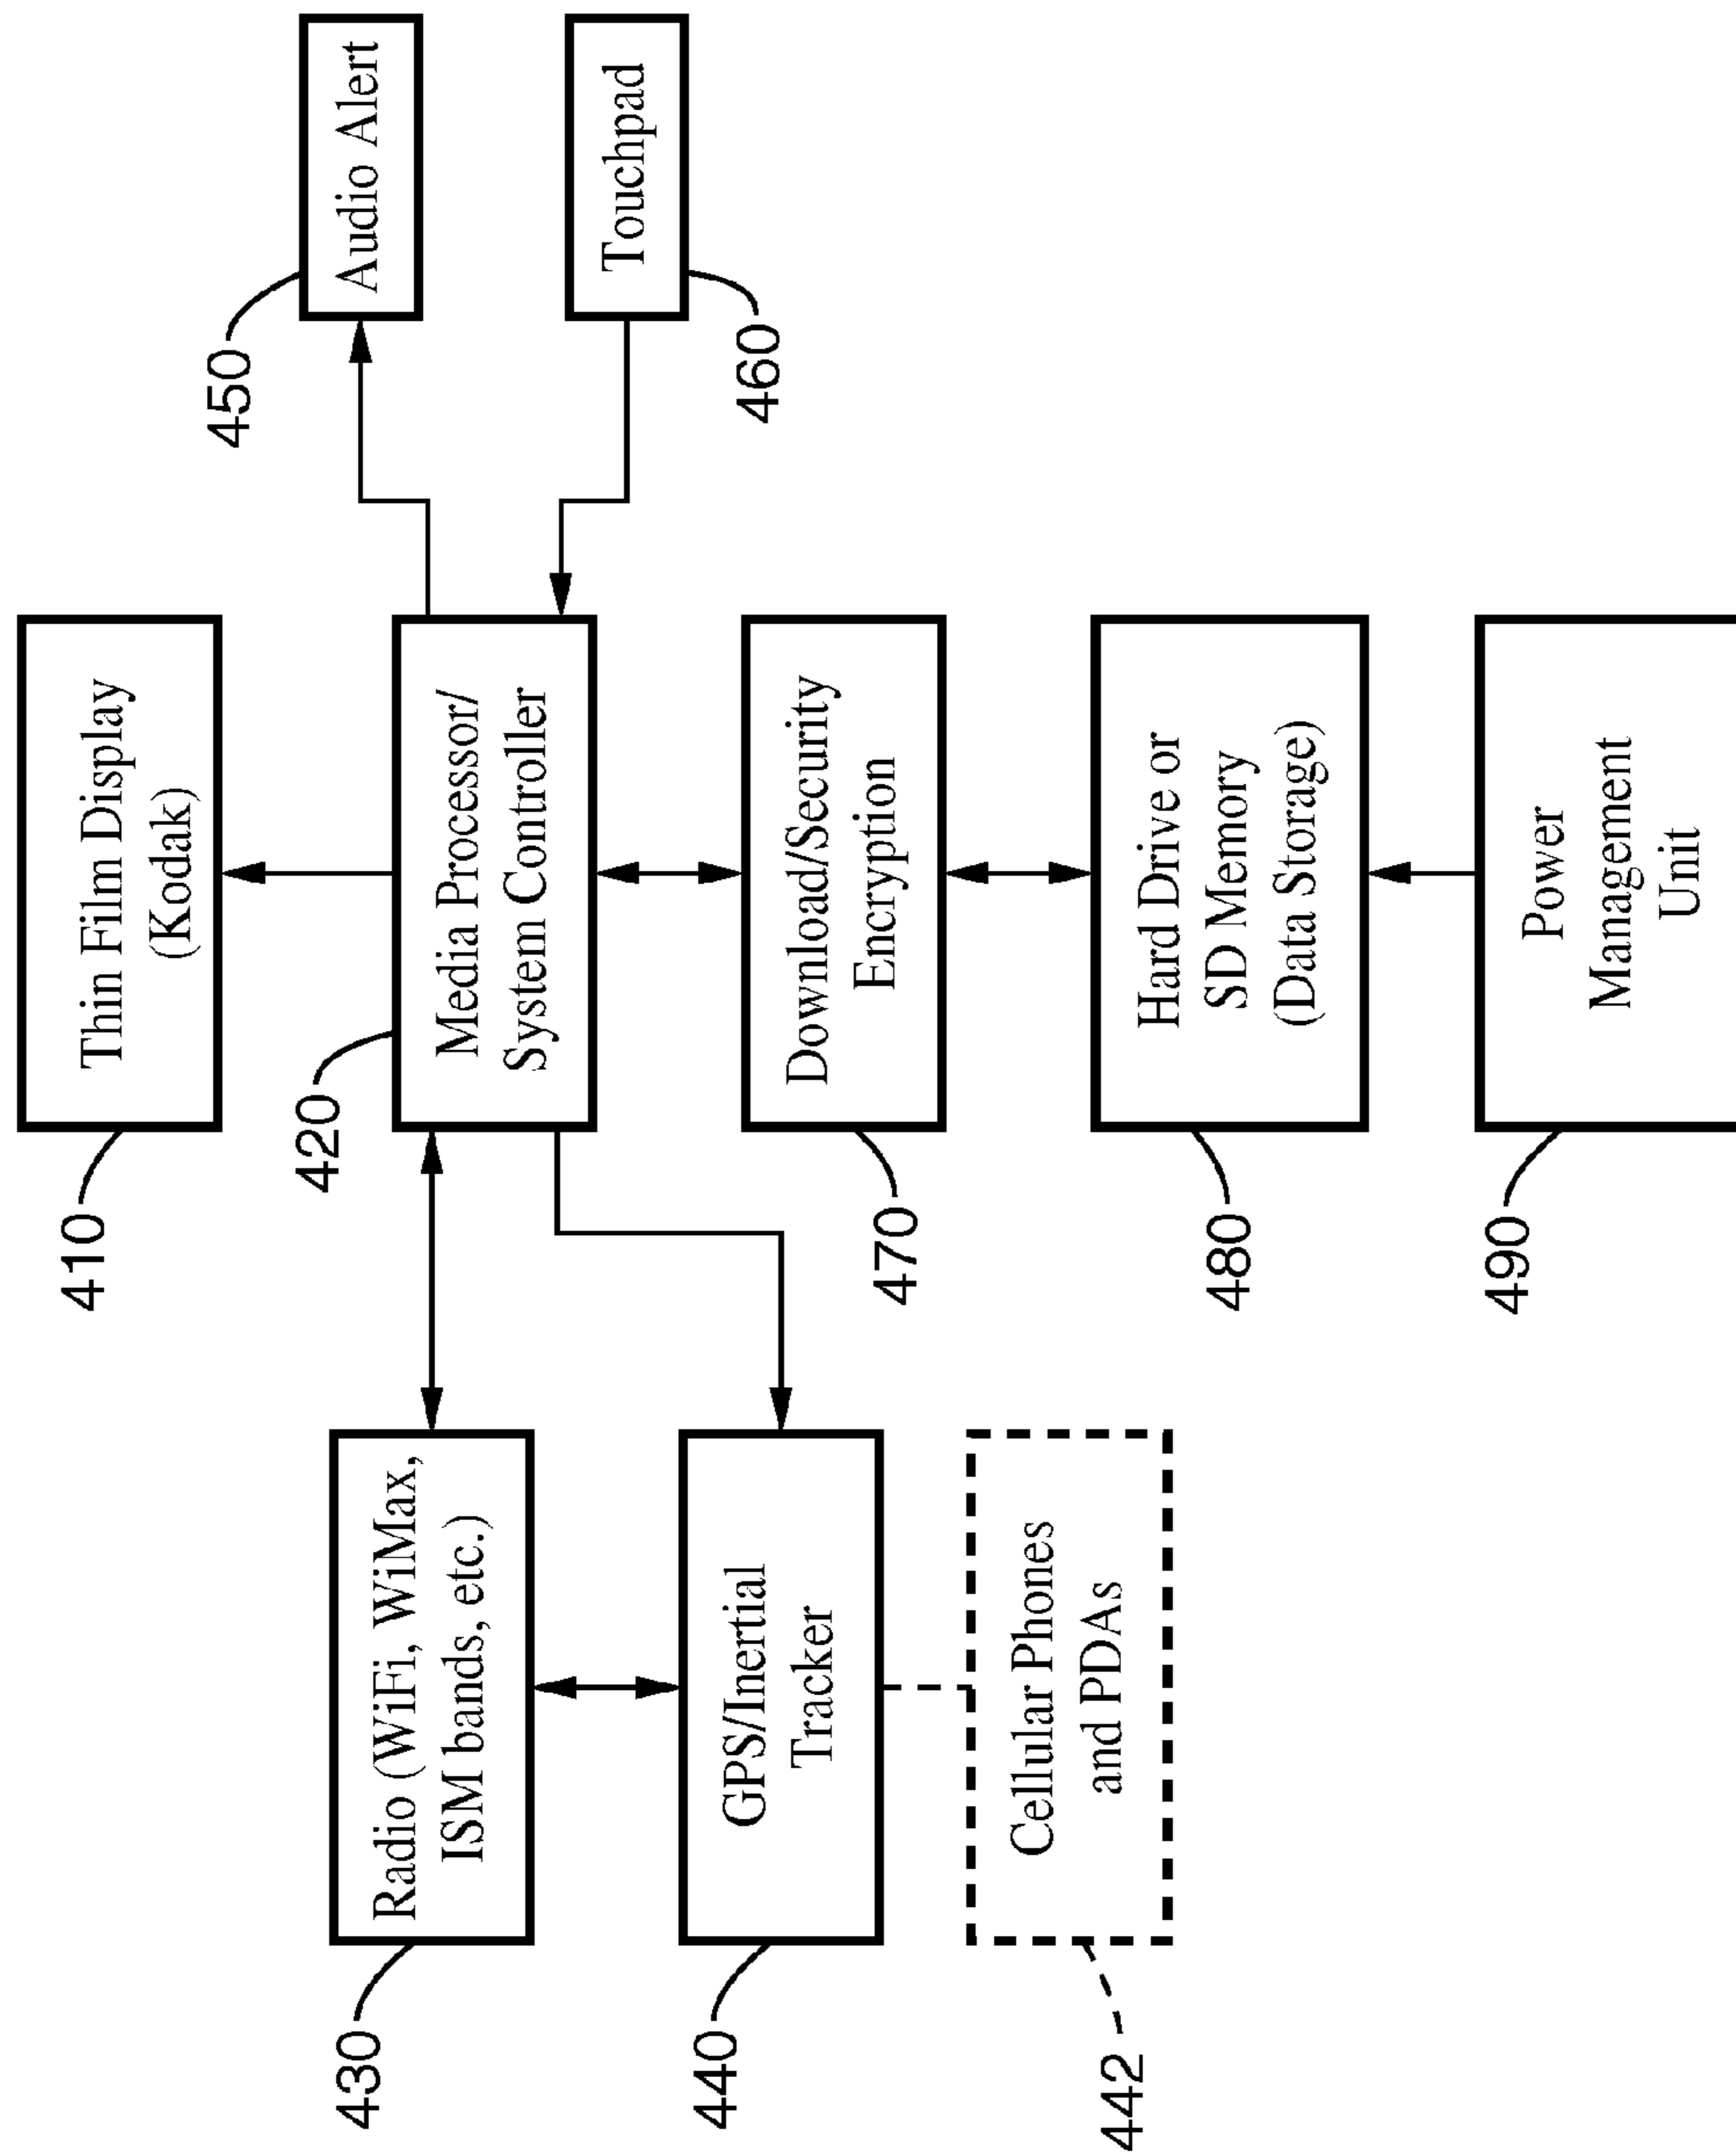 410
Thin Film Display
(Kodak)
420
Media Processor/
System Controller
430
Radio (WiFi, WiMax,
ISM bands, etc.)
440
GPS/Inertial
Tracker
442
Cellular Phones
and PDAs
450
Audio Alert
460
Touchpad
470
Download/Security
Encryption
480
Hard Drive or
SD Memory
(Data Storage)
490
Power
Management
Unit